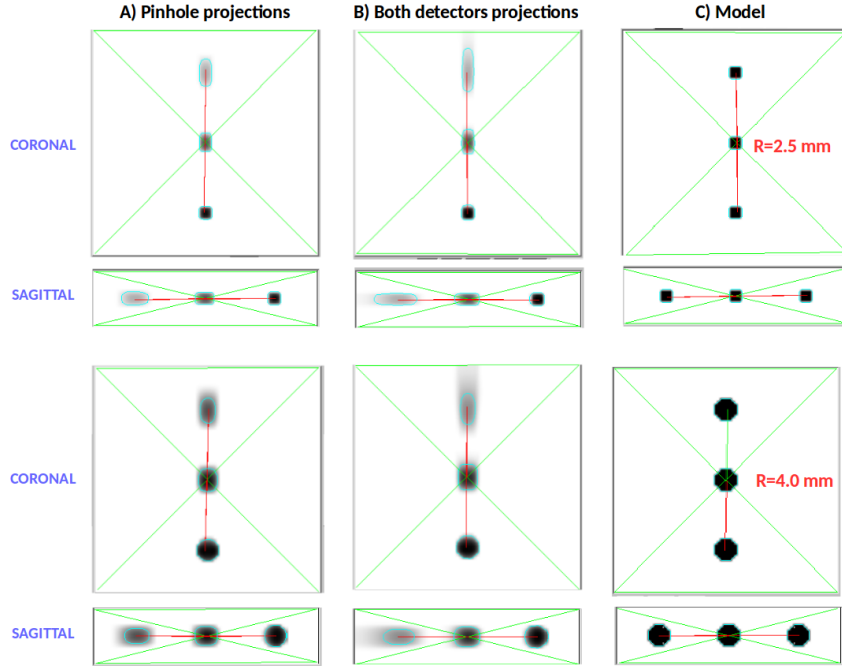 A) Pinhole projections
B) Both detectors projections
C) Model
CORONAL
R=2.5 mm
SAGITTAL
CORONAL
R=4.0 mm
SAGITTAL